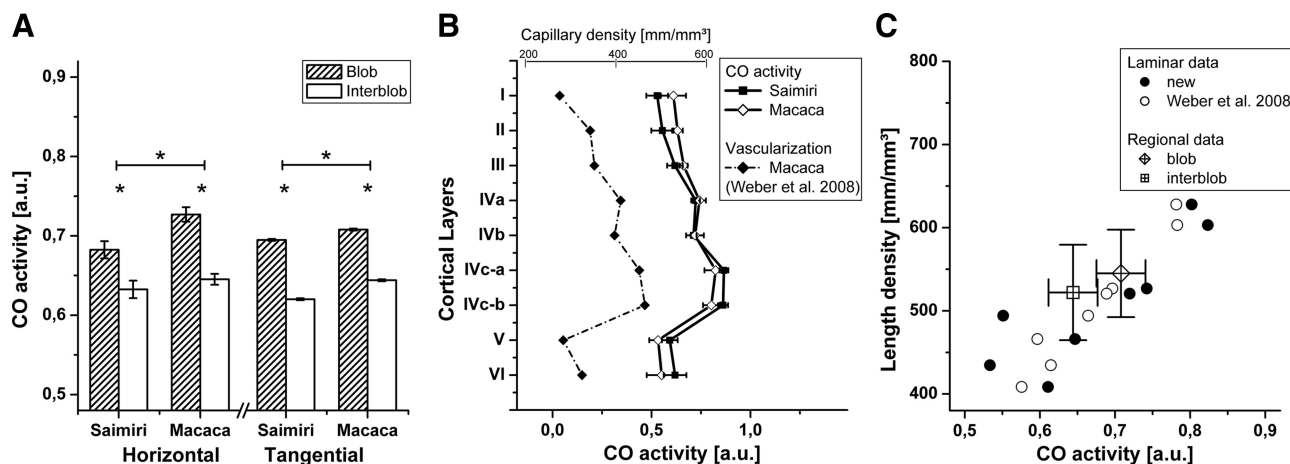 A
CO activity [a.u.]
0,9
0,8
0,7
0,6
0,5
Blob
Interblob
*
*
*
*
*
*
Saimiri
Macaca
Saimiri
Macaca
Horizontal
Tangential
B
Capillary density [mm/mm³]
200
400
600
Cortical Layers
I
II
III
IVa
IVb
IVc-a
IVc-b
V
VI
CO activity
Saimiri
Macaca
Vascularization
Macaca
(Weber et al. 2008)
0,0
0,5
1,0
CO activity [a.u.]
C
Length density [mm/mm³]
800
700
600
500
400
Laminar data
new
Weber et al. 2008
Regional data
blob
interblob
0,5
0,6
0,7
0,8
0,9
CO activity [a.u.]